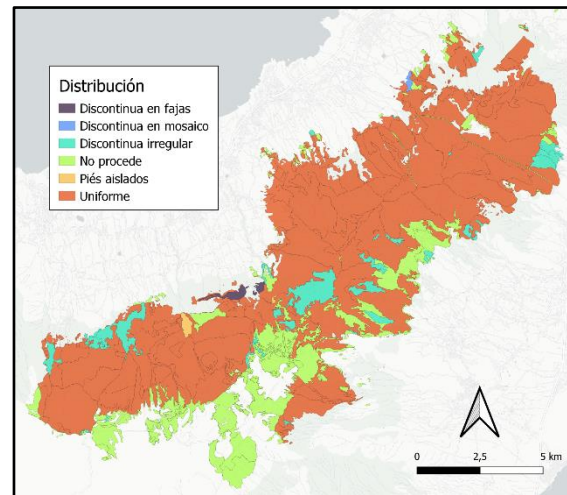 Distribución
Discontinua en fajas
Discontinua en mosaico
Discontinua irregular
No procede
Piés aislados
Uniforme
0 2,5 5 km